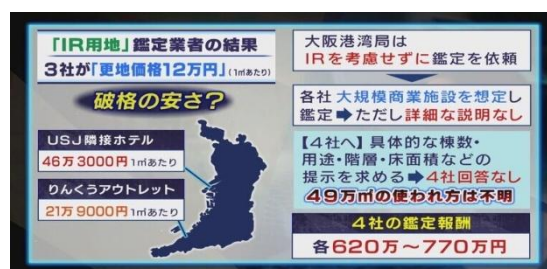 「IR用地」鑑定業者の結果
3社が「更地価格12万円」(1㎡あたり)
破格の安さ?
USJ隣接ホテル
46万3000円1㎡あたり
りんくうアウトレット
21万9000円1㎡あたり
大阪港湾局は
IRを考慮せずに鑑定を依頼
各社 大規模商業施設を想定し
鑑定➡ただし詳細な説明なし
【4社へ】具体的な棟数・
用途・階層・床面積などの
提示を求める➡4社回答なし
49万㎡の使われ方は不明
4社の鑑定報酬
各620万~770万円